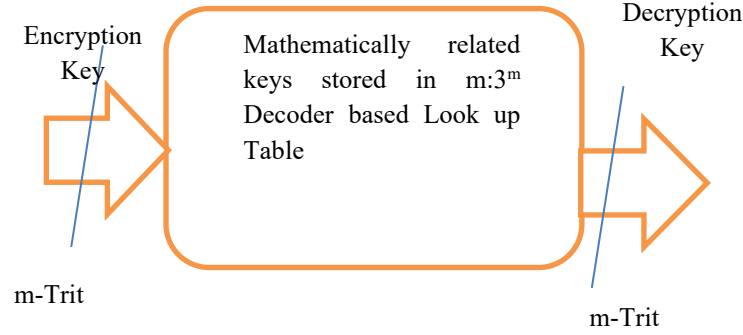 Encryption
Key
Mathematically related
keys stored in m:3ᵐ
Decoder based Look up
Table
Decryption
Key
m-Trit
m-Trit